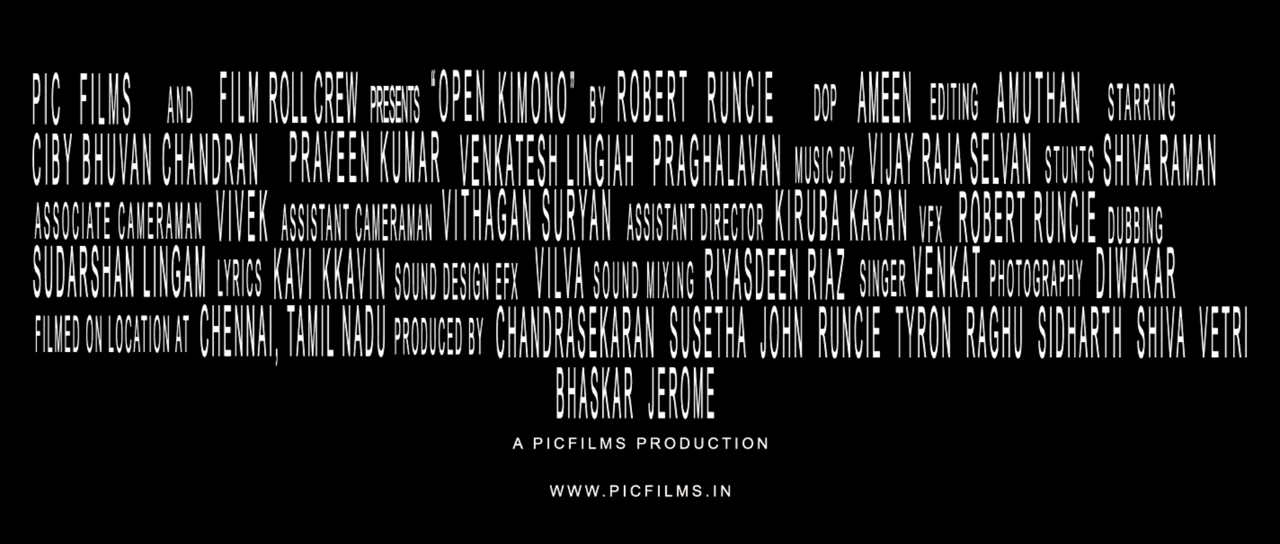 PIC FILMS AND FILM ROLL CREW PRESENTS "OPEN KIMONO" BY ROBERT RUNCIE DOP AMEEN EDITING AMUTHAN STARRING
CIBY BHUVAN CHANDRAN PRAVEEN KUMAR VENKATESH LINGIAH PRAGHALAVAN MUSIC BY VIJAY RAJA SELVAN STUNTS SHIVA RAMAN
ASSOCIATE CAMERAMAN VIVEK ASSISTANT CAMERAMAN VITHAGAN SURYAN ASSISTANT DIRECTOR KIRUBA KARAN VFX ROBERT RUNCIE DUBBING
SUDARSHAN LINGAM LYRICS KAVI KKAVIN SOUND DESIGN EFX VILVA SOUND MIXING RIYASDEEN RIAZ SINGER VENKAT PHOTOGRAPHY DIWAKAR
FILMED ON LOCATION AT CHENNAI, TAMIL NADU PRODUCED BY CHANDRASEKARAN SUSETHA JOHN RUNCIE TYRON RAGHU SIDHARTH SHIVA VETRI
BHASKAR JEROME
A PICFILMS PRODUCTION
WWW.PICFILMS.IN